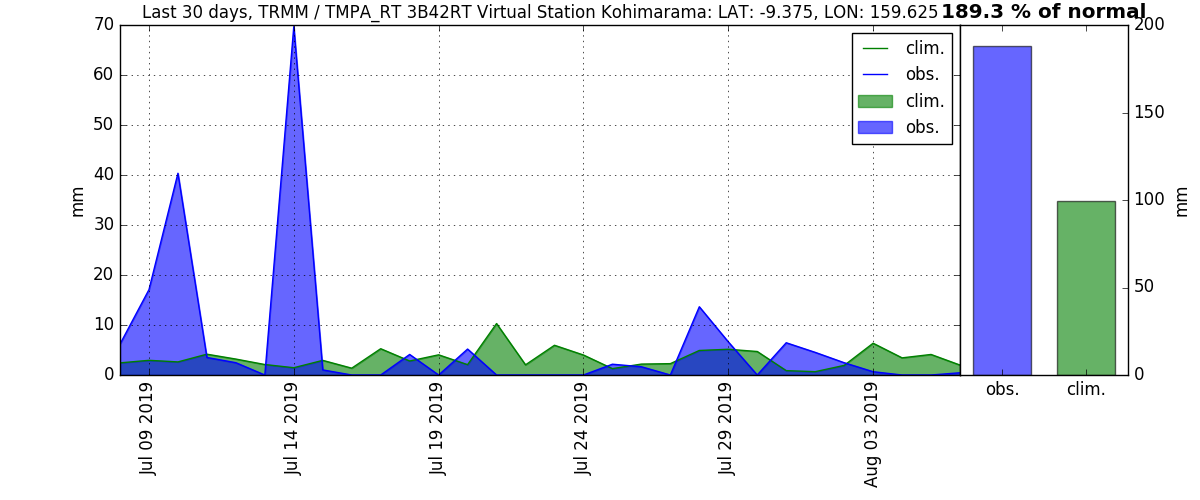 Last 30 days, TRMM / TMPA_RT 3B42RT Virtual Station Kohimarama: LAT: -9.375, LON: 159.625
189.3 % of normal
70
60
50
40
30
20
10
0
mm
clim.
obs.
clim.
obs.
Jul 09 2019
Jul 14 2019
Jul 19 2019
Jul 24 2019
Jul 29 2019
Aug 03 2019
200
150
100
50
0
mm
obs.
clim.